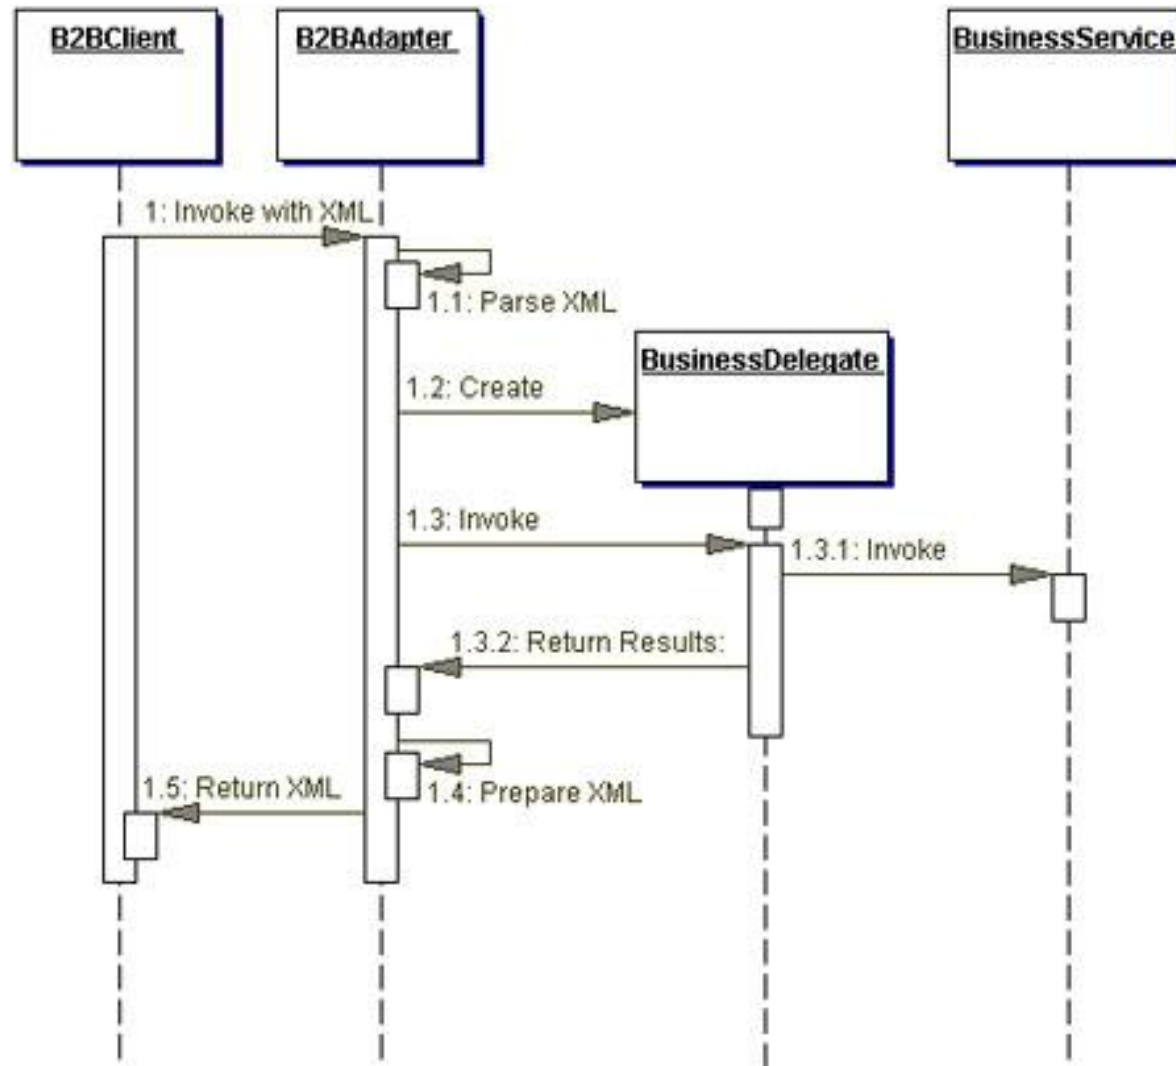 B2BClient
B2BAdapter
BusinessService
1: Invoke with XML
1.1: Parse XML
BusinessDelegate
1.2: Create
1.3: Invoke
1.3.1: Invoke
1.3.2: Return Results:
1.5: Return XML
1.4: Prepare XML